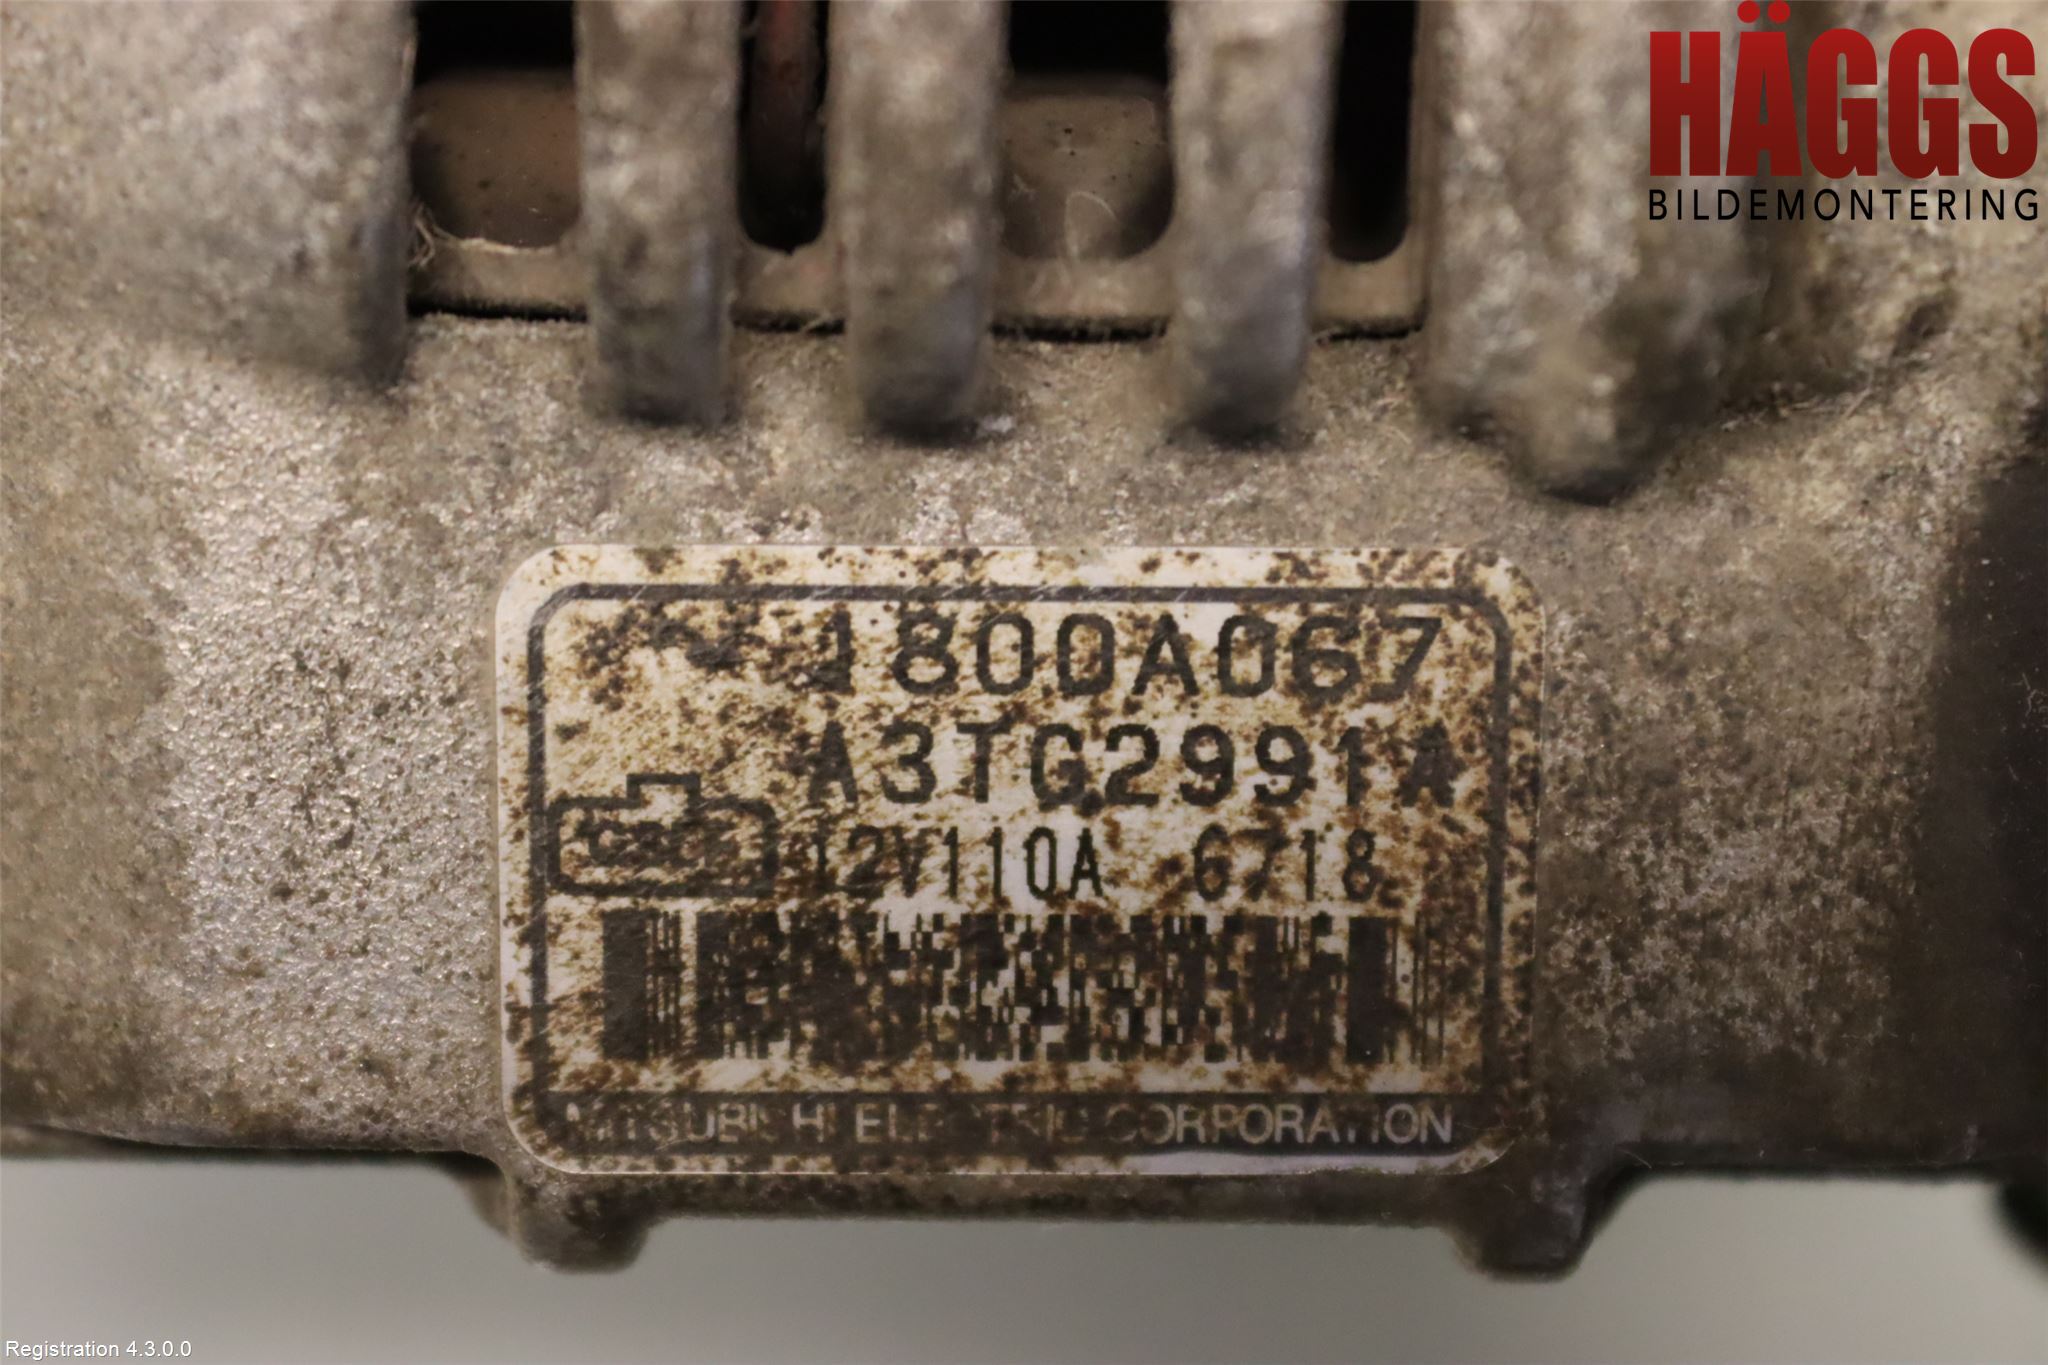 HÄGGS
BILDEMONTERING
1800A067
A3TG2991A
12V110A 6718
MITSUBISHI ELECTRIC CORPORATION
Registration 4.3.0.0